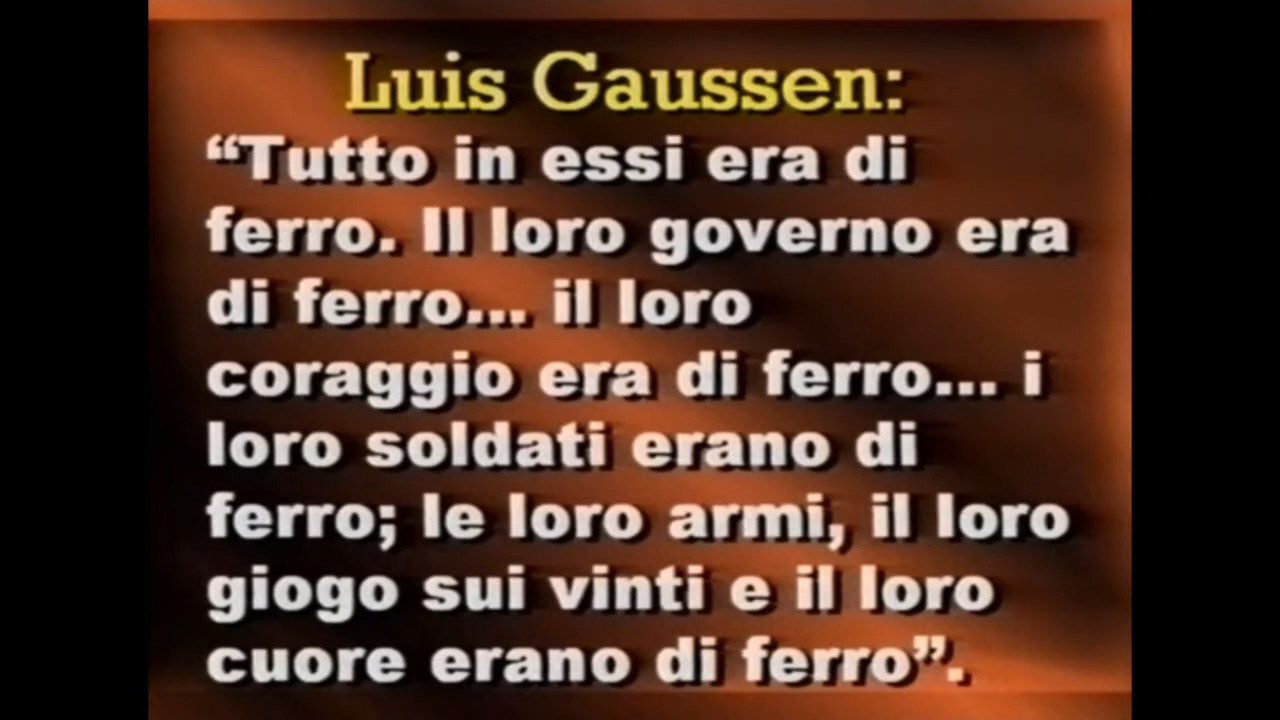 Luis Gaussen:
“Tutto in essi era di
ferro. Il loro governo era
di ferro... il loro
coraggio era di ferro... i
loro soldati erano di
ferro; le loro armi, il loro
giogo sui vinti e il loro
cuore erano di ferro”.